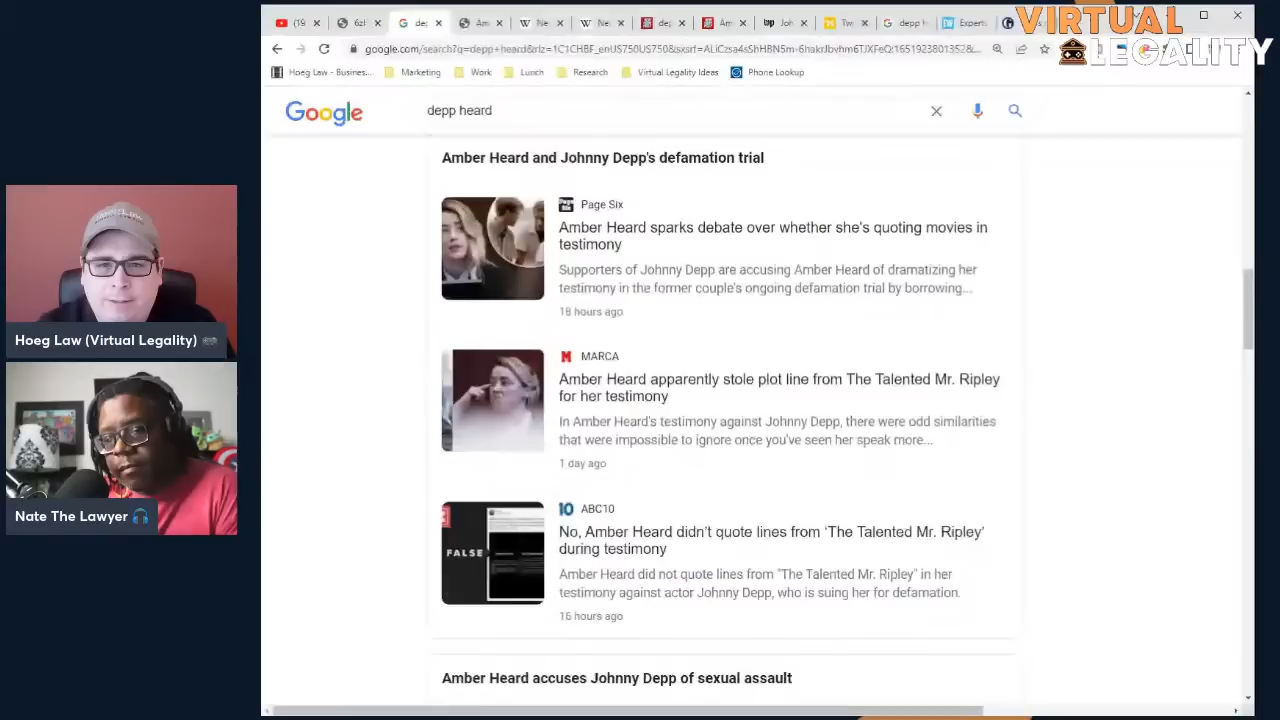 VIRTUAL
LEGALITY
google.com/search?q=depp+heard&rlz=1C1CHBF_enUS750US750&sxsrf=
Hoeg Law - Busines...
Marketing
Work
Lunch
Research
Virtual Legality Ideas
Phone Lookup
Google
depp heard
Amber Heard and Johnny Depp's defamation trial
Page Six
Amber Heard sparks debate over whether she's quoting movies in
testimony
Supporters of Johnny Depp are accusing Amber Heard of dramatizing her
testimony in the former couple's ongoing defamation trial by borrowing...
18 hours ago
MARCA
Amber Heard apparently stole plot line from The Talented Mr. Ripley
for her testimony
In Amber Heard's testimony against Johnny Depp, there were odd similarities
that were impossible to ignore once you've seen her speak more...
1 day ago
ABC10
No, Amber Heard didn't quote lines from 'The Talented Mr. Ripley'
during testimony
FALSE
Amber Heard did not quote lines from "The Talented Mr. Ripley" in her
testimony against actor Johnny Depp, who is suing her for defamation.
16 hours ago
Amber Heard accuses Johnny Depp of sexual assault
Hoeg Law (Virtual Legality)
Nate The Lawyer